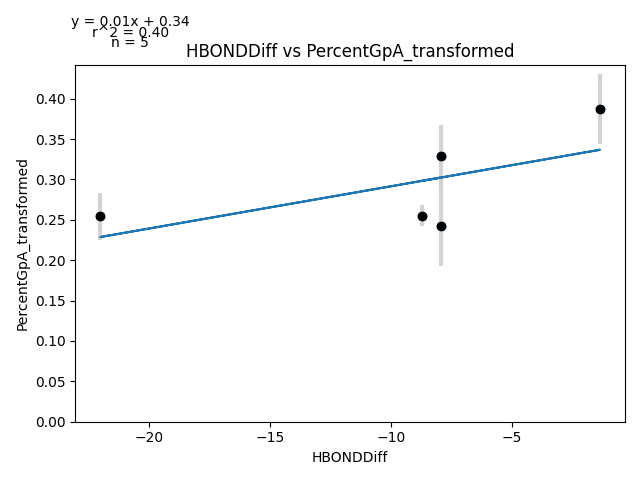 y = 0.01x + 0.34
r^2 = 0.40
n = 5
HBONDDiff vs PercentGpA_transformed
PercentGpA_transformed
0.40
0.35
0.30
0.25
0.20
0.15
0.10
0.05
0.00
−20
−15
−10
−5
HBONDDiff